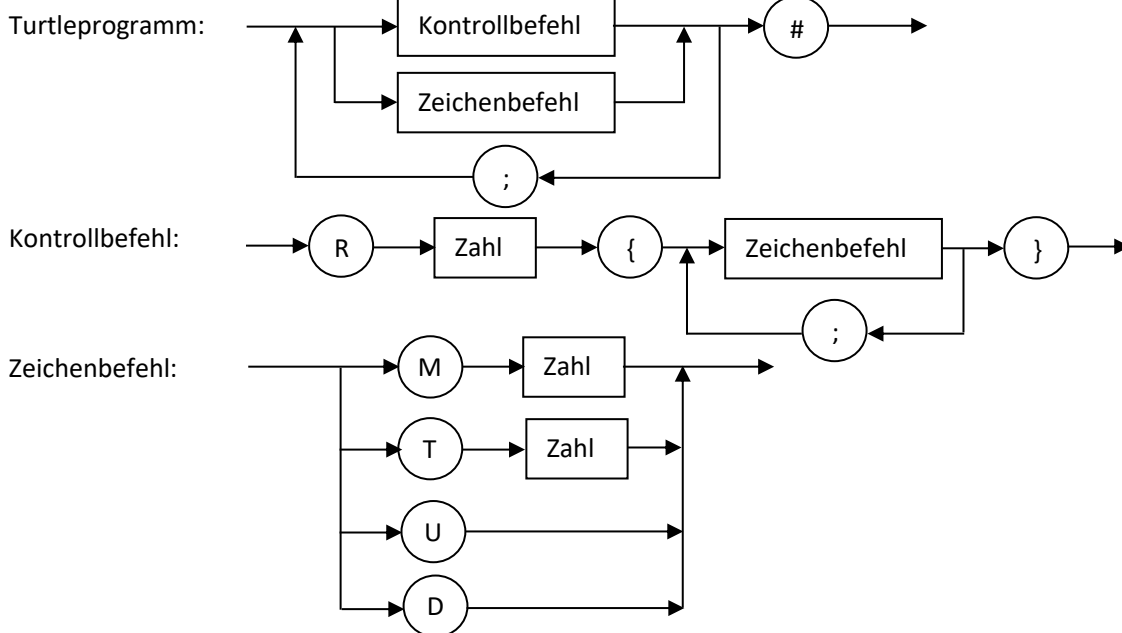 Turtleprogramm: Kontrollbefehl #
Zeichenbefehl
;
Kontrollbefehl: R Zahl { Zeichenbefehl }
;
Zeichenbefehl: M Zahl
T Zahl
U
D